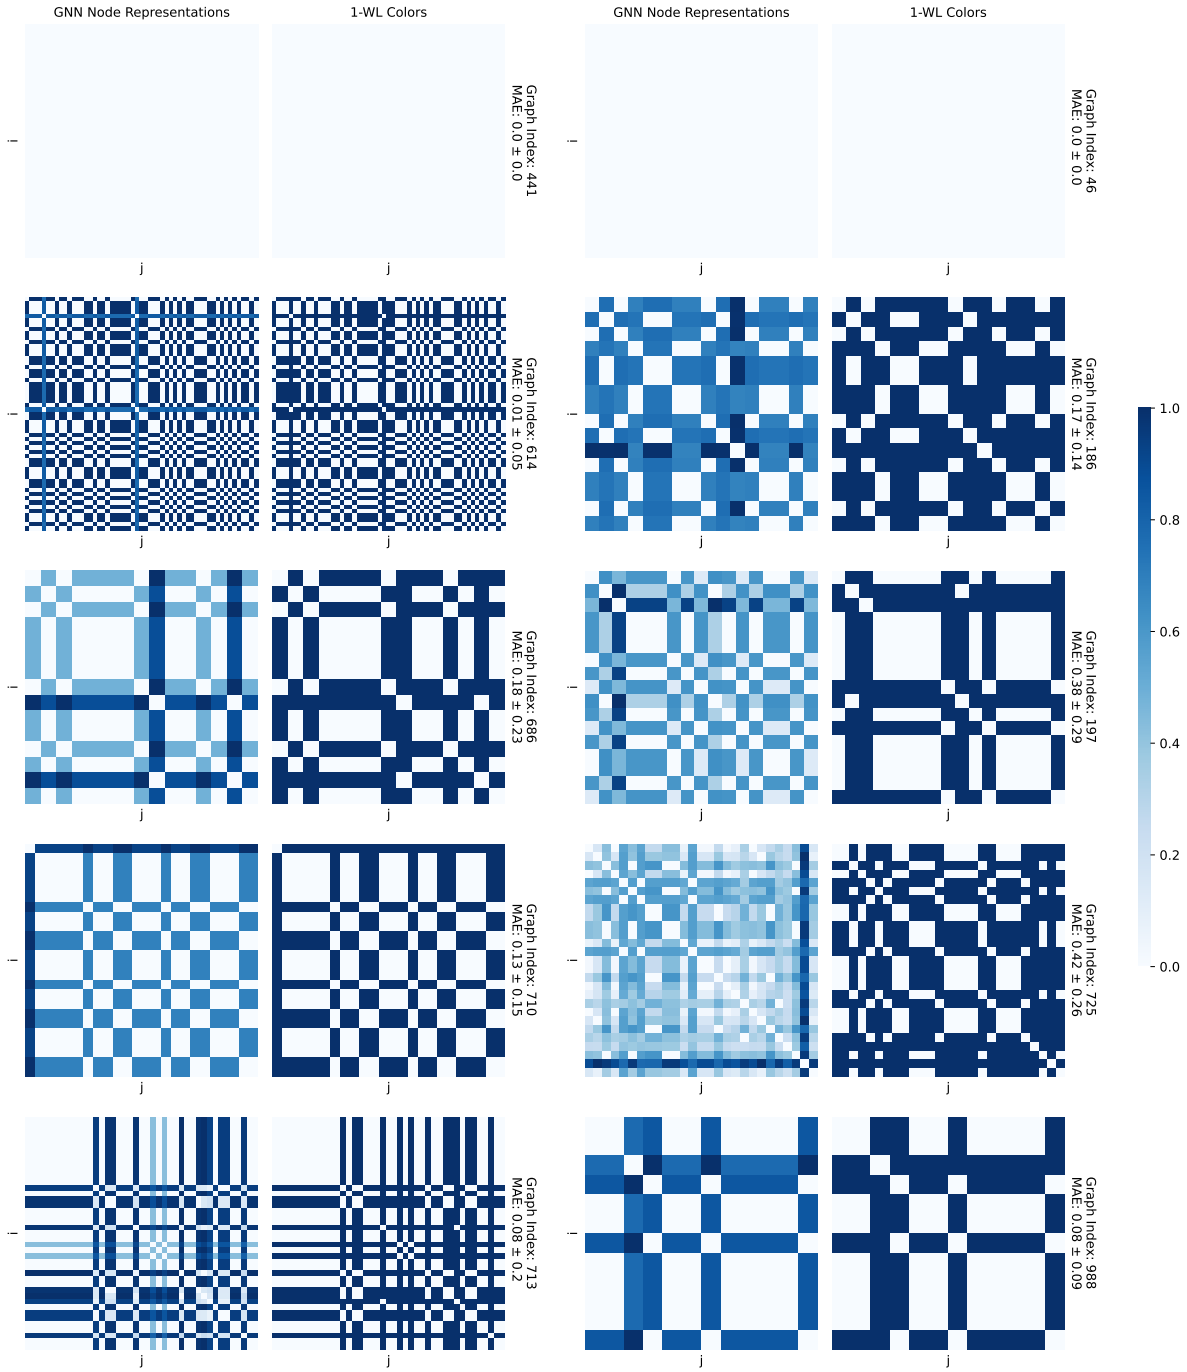 GNN Node Representations
1-WL Colors
GNN Node Representations
1-WL Colors
i
j
j
Graph Index: 441
MAE: 0.0 ± 0.0
i
j
j
Graph Index: 46
MAE: 0.0 ± 0.0
i
j
j
Graph Index: 614
MAE: 0.01 ± 0.05
i
j
j
Graph Index: 186
MAE: 0.17 ± 0.14
i
j
j
Graph Index: 686
MAE: 0.18 ± 0.23
i
j
j
Graph Index: 197
MAE: 0.38 ± 0.29
i
j
j
Graph Index: 710
MAE: 0.13 ± 0.15
i
j
j
Graph Index: 725
MAE: 0.42 ± 0.26
i
j
j
Graph Index: 713
MAE: 0.08 ± 0.2
i
j
j
Graph Index: 988
MAE: 0.08 ± 0.09
1.0
0.8
0.6
0.4
0.2
0.0